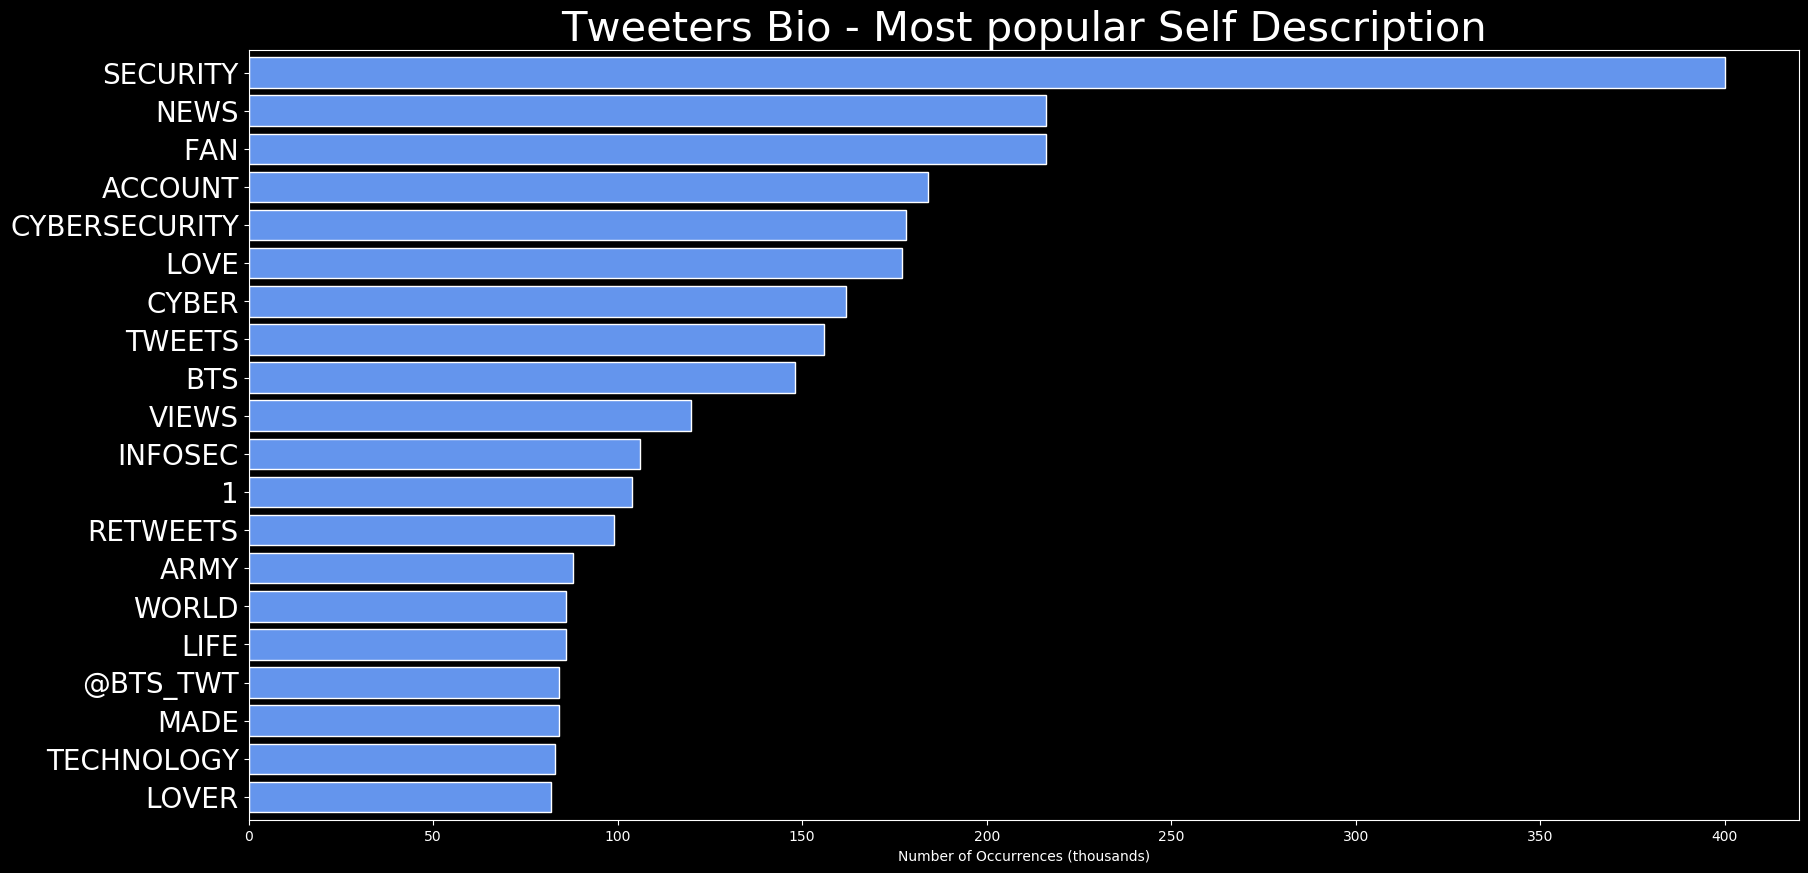 Tweeters Bio - Most popular Self Description
SECURITY
NEWS
FAN
ACCOUNT
CYBERSECURITY
LOVE
CYBER
TWEETS
BTS
VIEWS
INFOSEC
1
RETWEETS
ARMY
WORLD
LIFE
@BTS_TWT
MADE
TECHNOLOGY
LOVER
0 50 100 150 200 250 300 350 400
Number of Occurrences (thousands)